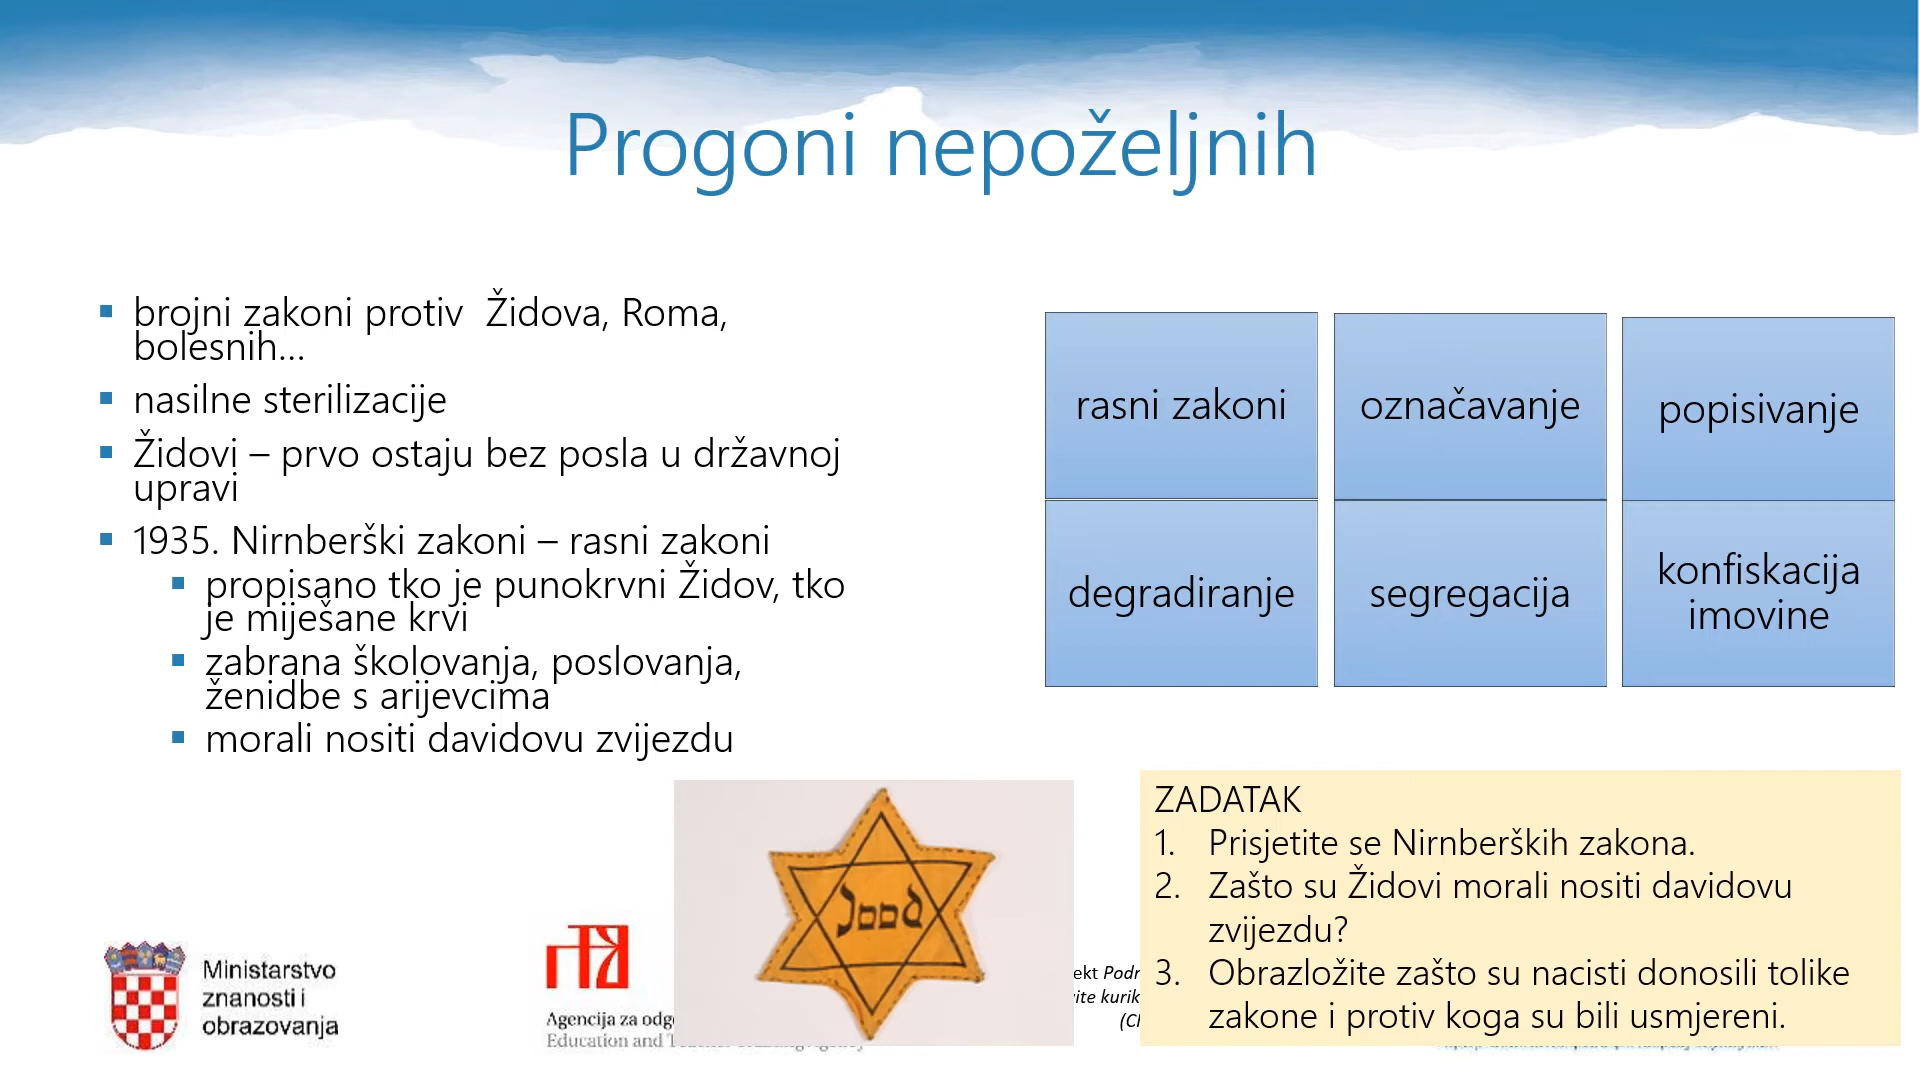 Progoni nepoželjnih
brojni zakoni protiv Židova, Roma,
bolesnih...
nasilne sterilizacije
Židovi – prvo ostaju bez posla u državnoj
upravi
1935. Nirnberški zakoni – rasni zakoni
propisano tko je punokrvni Židov, tko
je miješane krvi
zabrana školovanja, poslovanja,
ženidbe s arijevcima
morali nositi davidovu zvijezdu
rasni zakoni
označavanje
popisivanje
degradiranje
segregacija
konfiskacija
imovine
Jood
ZADATAK
1. Prisjetite se Nirnberških zakona.
2. Zašto su Židovi morali nositi davidovu
zvijezdu?
3. Obrazložite zašto su nacisti donosili tolike
zakone i protiv koga su bili usmjereni.
Ministarstvo
znanosti i
obrazovanja
Agencija za
Education and